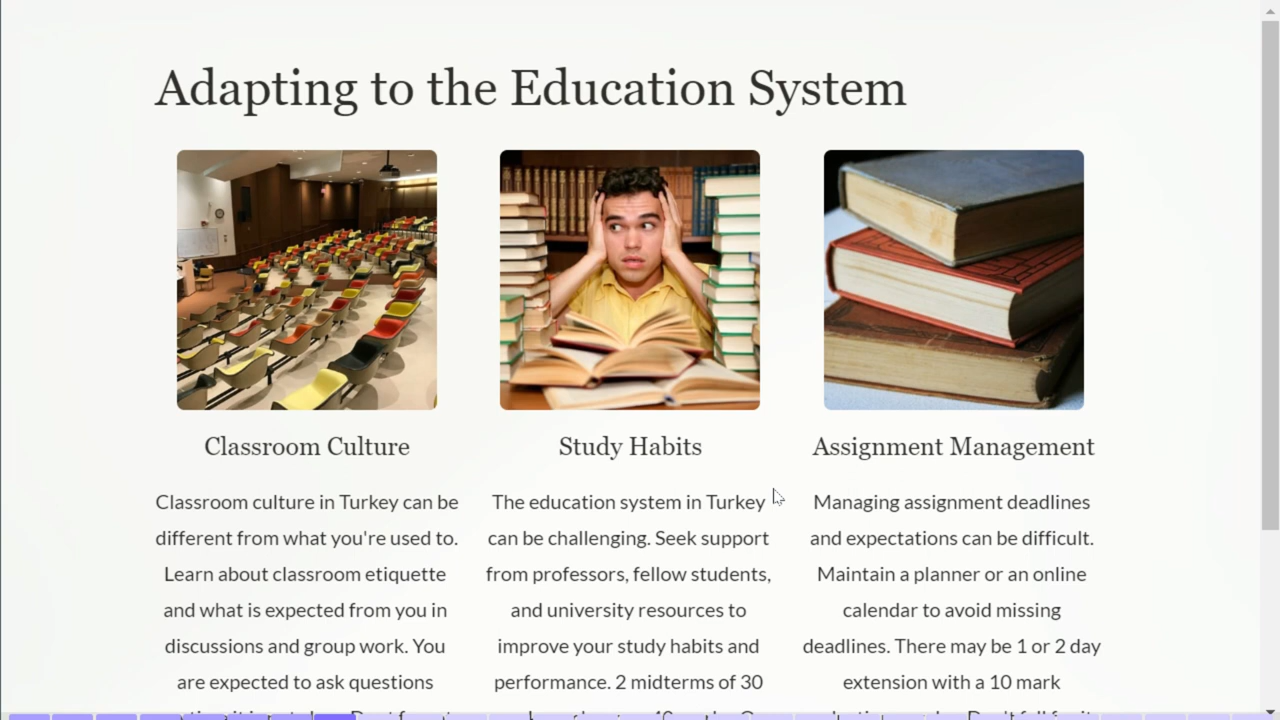 Adapting to the Education System
Classroom Culture
Classroom culture in Turkey can be
different from what you're used to.
Learn about classroom etiquette
and what is expected from you in
discussions and group work. You
are expected to ask questions
Study Habits
The education system in Turkey
can be challenging. Seek support
from professors, fellow students,
and university resources to
improve your study habits and
performance. 2 midterms of 30
Assignment Management
Managing assignment deadlines
and expectations can be difficult.
Maintain a planner or an online
calendar to avoid missing
deadlines. There may be 1 or 2 day
extension with a 10 mark